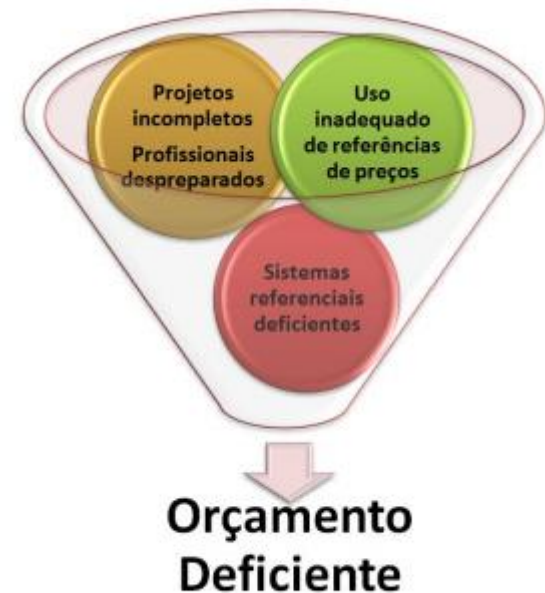 Projetos
incompletos
Profissionais
despreparados
Uso
inadequado
de referências
de preços
Sistemas
referenciais
deficientes
Orçamento
Deficiente